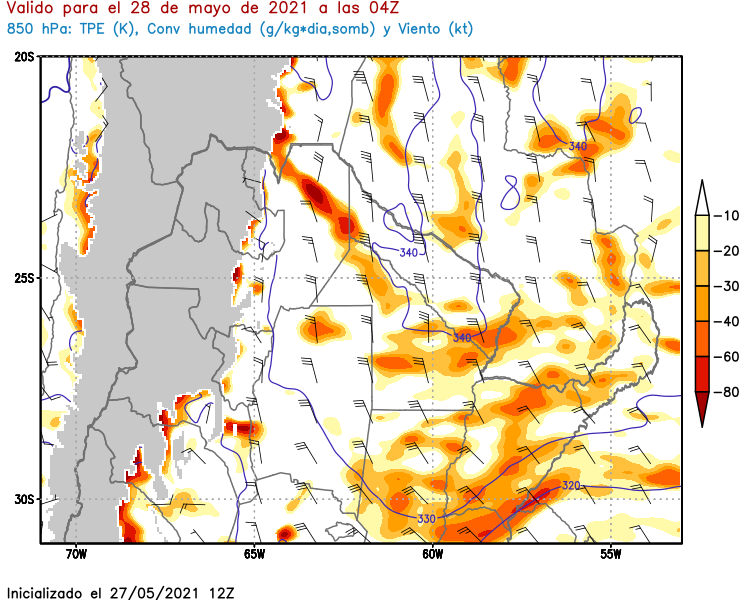 Valido para el 28 de mayo de 2021 a las 04Z
850 hPa: TPE (K), Conv humedad (g/kg*dia,somb) y Viento (kt)
20S
340
-10
340
-20
25S
-30
340
-40
-60
-80
320
30S
330
70W 65W 60W 55W
Inicializado el 27/05/2021 12Z